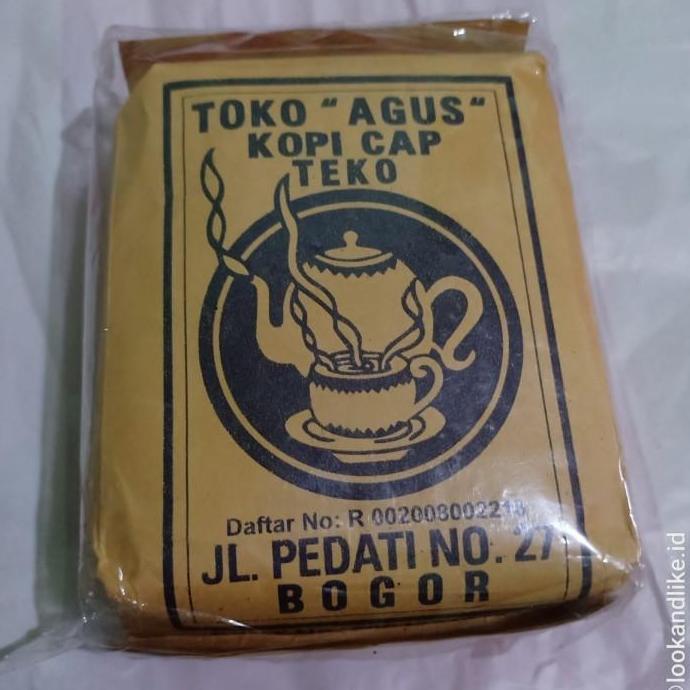 TOKO "AGUS"
KOPI CAP
TEKO
Daftar No: R 002008002218
JL. PEDATI NO. 27
BOGOR
@lookandlike.id